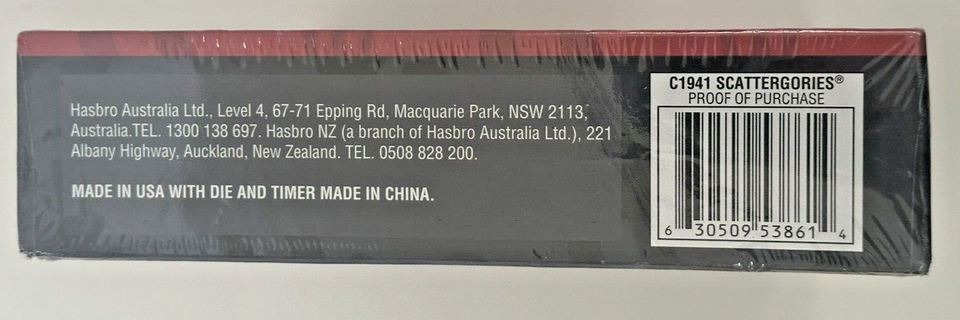 Hasbro Australia Ltd., Level 4, 67-71 Epping Rd, Macquarie Park, NSW 2113,
Australia.TEL. 1300 138 697. Hasbro NZ (a branch of Hasbro Australia Ltd.), 221
Albany Highway, Auckland, New Zealand. TEL. 0508 828 200.
MADE IN USA WITH DIE AND TIMER MADE IN CHINA.
C1941 SCATTERGORIES®
PROOF OF PURCHASE
6 30509 53861 4